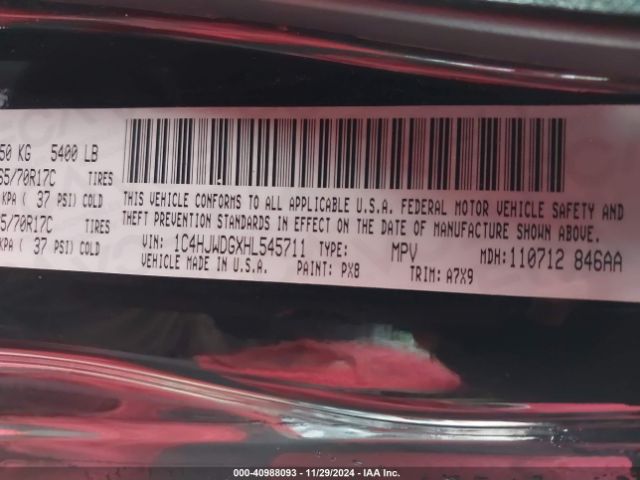 50 KG 5400 LB
65/70R17C TIRES
KPA ( 37 PSI) COLD
5/70R17C TIRES
KPA ( 37 PSI) COLD
THIS VEHICLE CONFORMS TO ALL APPLICABLE U.S.A. FEDERAL MOTOR VEHICLE SAFETY AND
THEFT PREVENTION STANDARDS IN EFFECT ON THE DATE OF MANUFACTURE SHOWN ABOVE.
VIN: 1C4HJWDGXHL545711 TYPE: MPV MDH:110712 846AA
VEHICLE MADE IN U.S.A. PAINT: PX8 TRIM: A7X9
000-40988093 - 11/29/2024 - IAA Inc.